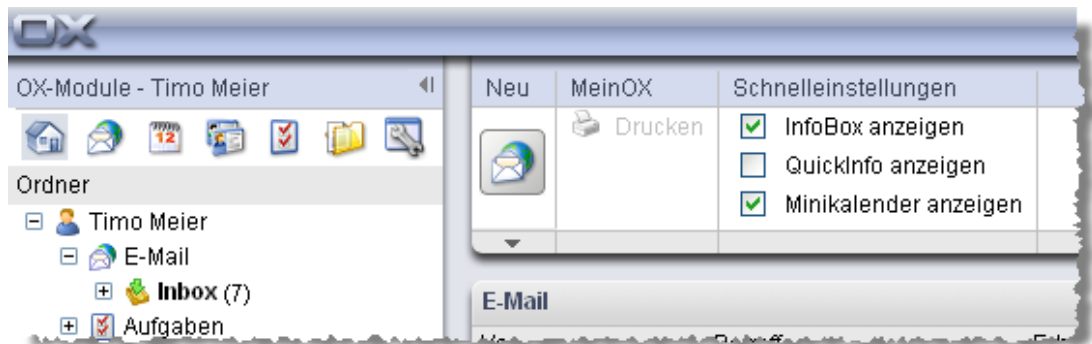 OX
OX-Module - Timo Meier
Neu
MeinOX
Schnelleinstellungen
12
Drucken
InfoBox anzeigen
QuickInfo anzeigen
Minikalender anzeigen
Ordner
Timo Meier
E-Mail
Inbox (7)
Aufgaben
E-Mail